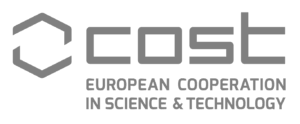 cost
EUROPEAN COOPERATION
IN SCIENCE & TECHNOLOGY